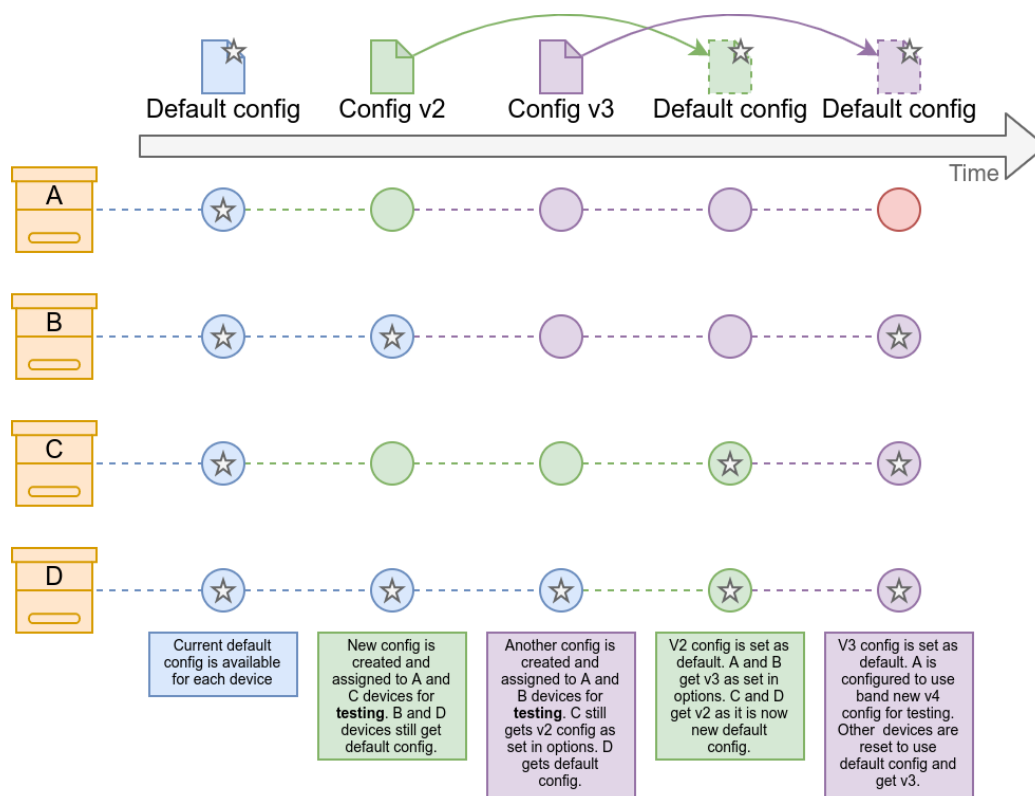 Default config
Config v2
Config v3
Default config
Default config
Time
A
B
C
D
Current default
config is available
for each device
New config is
created and
assigned to A and
C devices for
testing. B and D
devices still get
default config.
Another config is
created and
assigned to A and
B devices for
testing. C still
gets v2 config as
set in options. D
gets default
config.
V2 config is set as
default. A and B
get v3 as set in
options. C and D
get v2 as it is now
new default
config.
V3 config is set as
default. A is
configured to use
band new v4
config for testing.
Other devices are
reset to use
default config and
get v3.